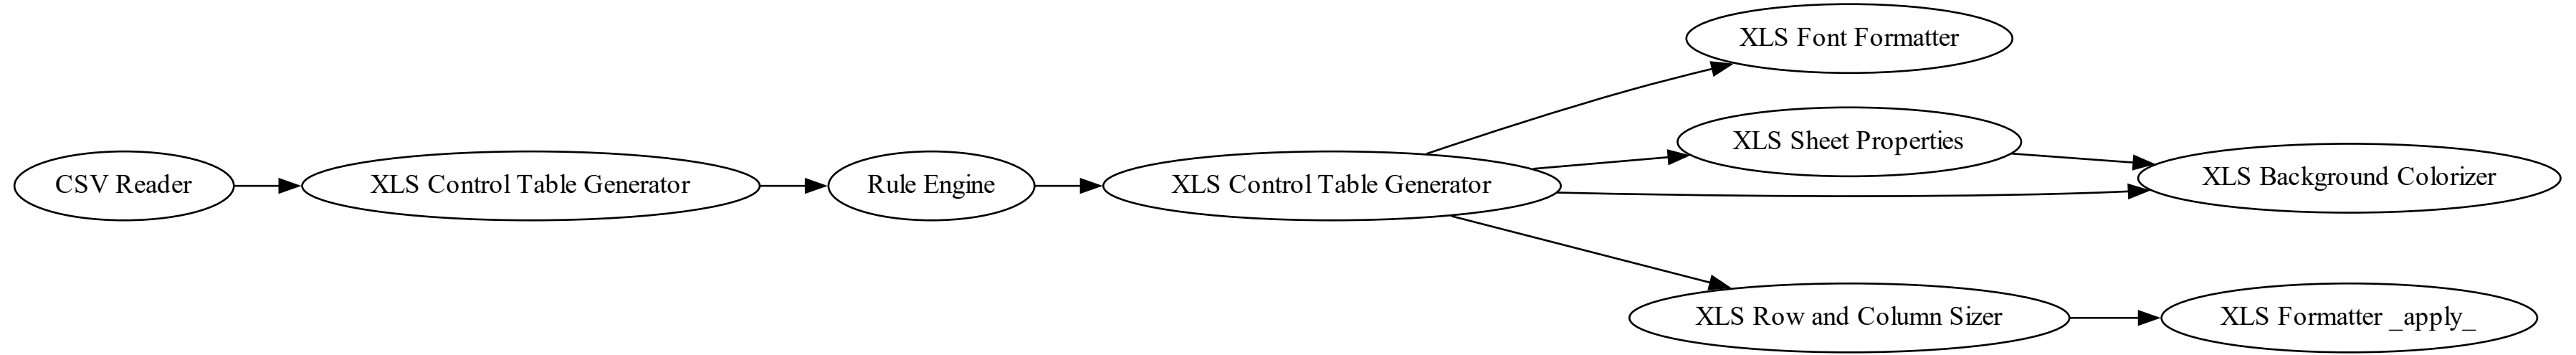 CSV Reader
XLS Control Table Generator
Rule Engine
XLS Control Table Generator
XLS Font Formatter
XLS Sheet Properties
XLS Background Colorizer
XLS Row and Column Sizer
XLS Formatter _apply_